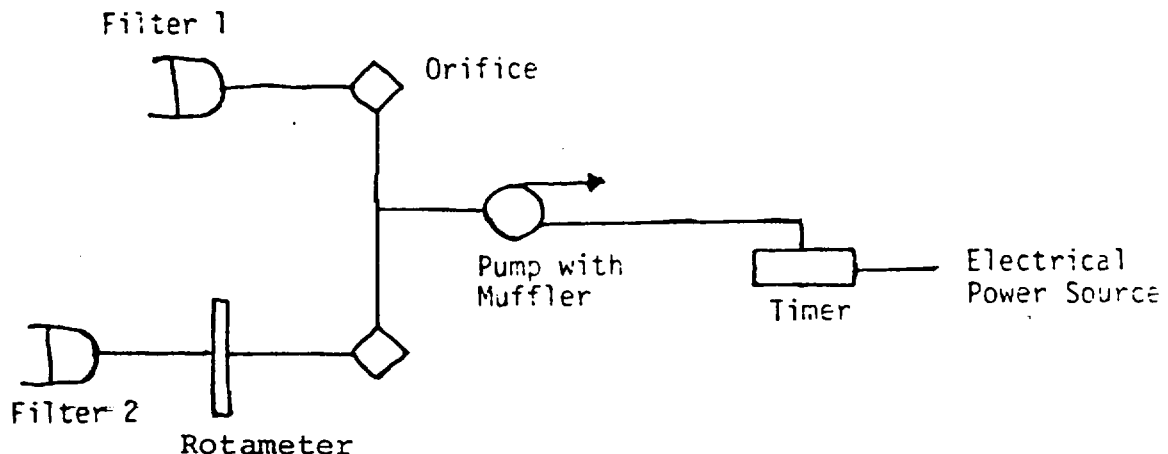 Filter 1
Orifice
Pump with
Muffler
Timer
Electrical
Power Source
Filter 2
Rotameter